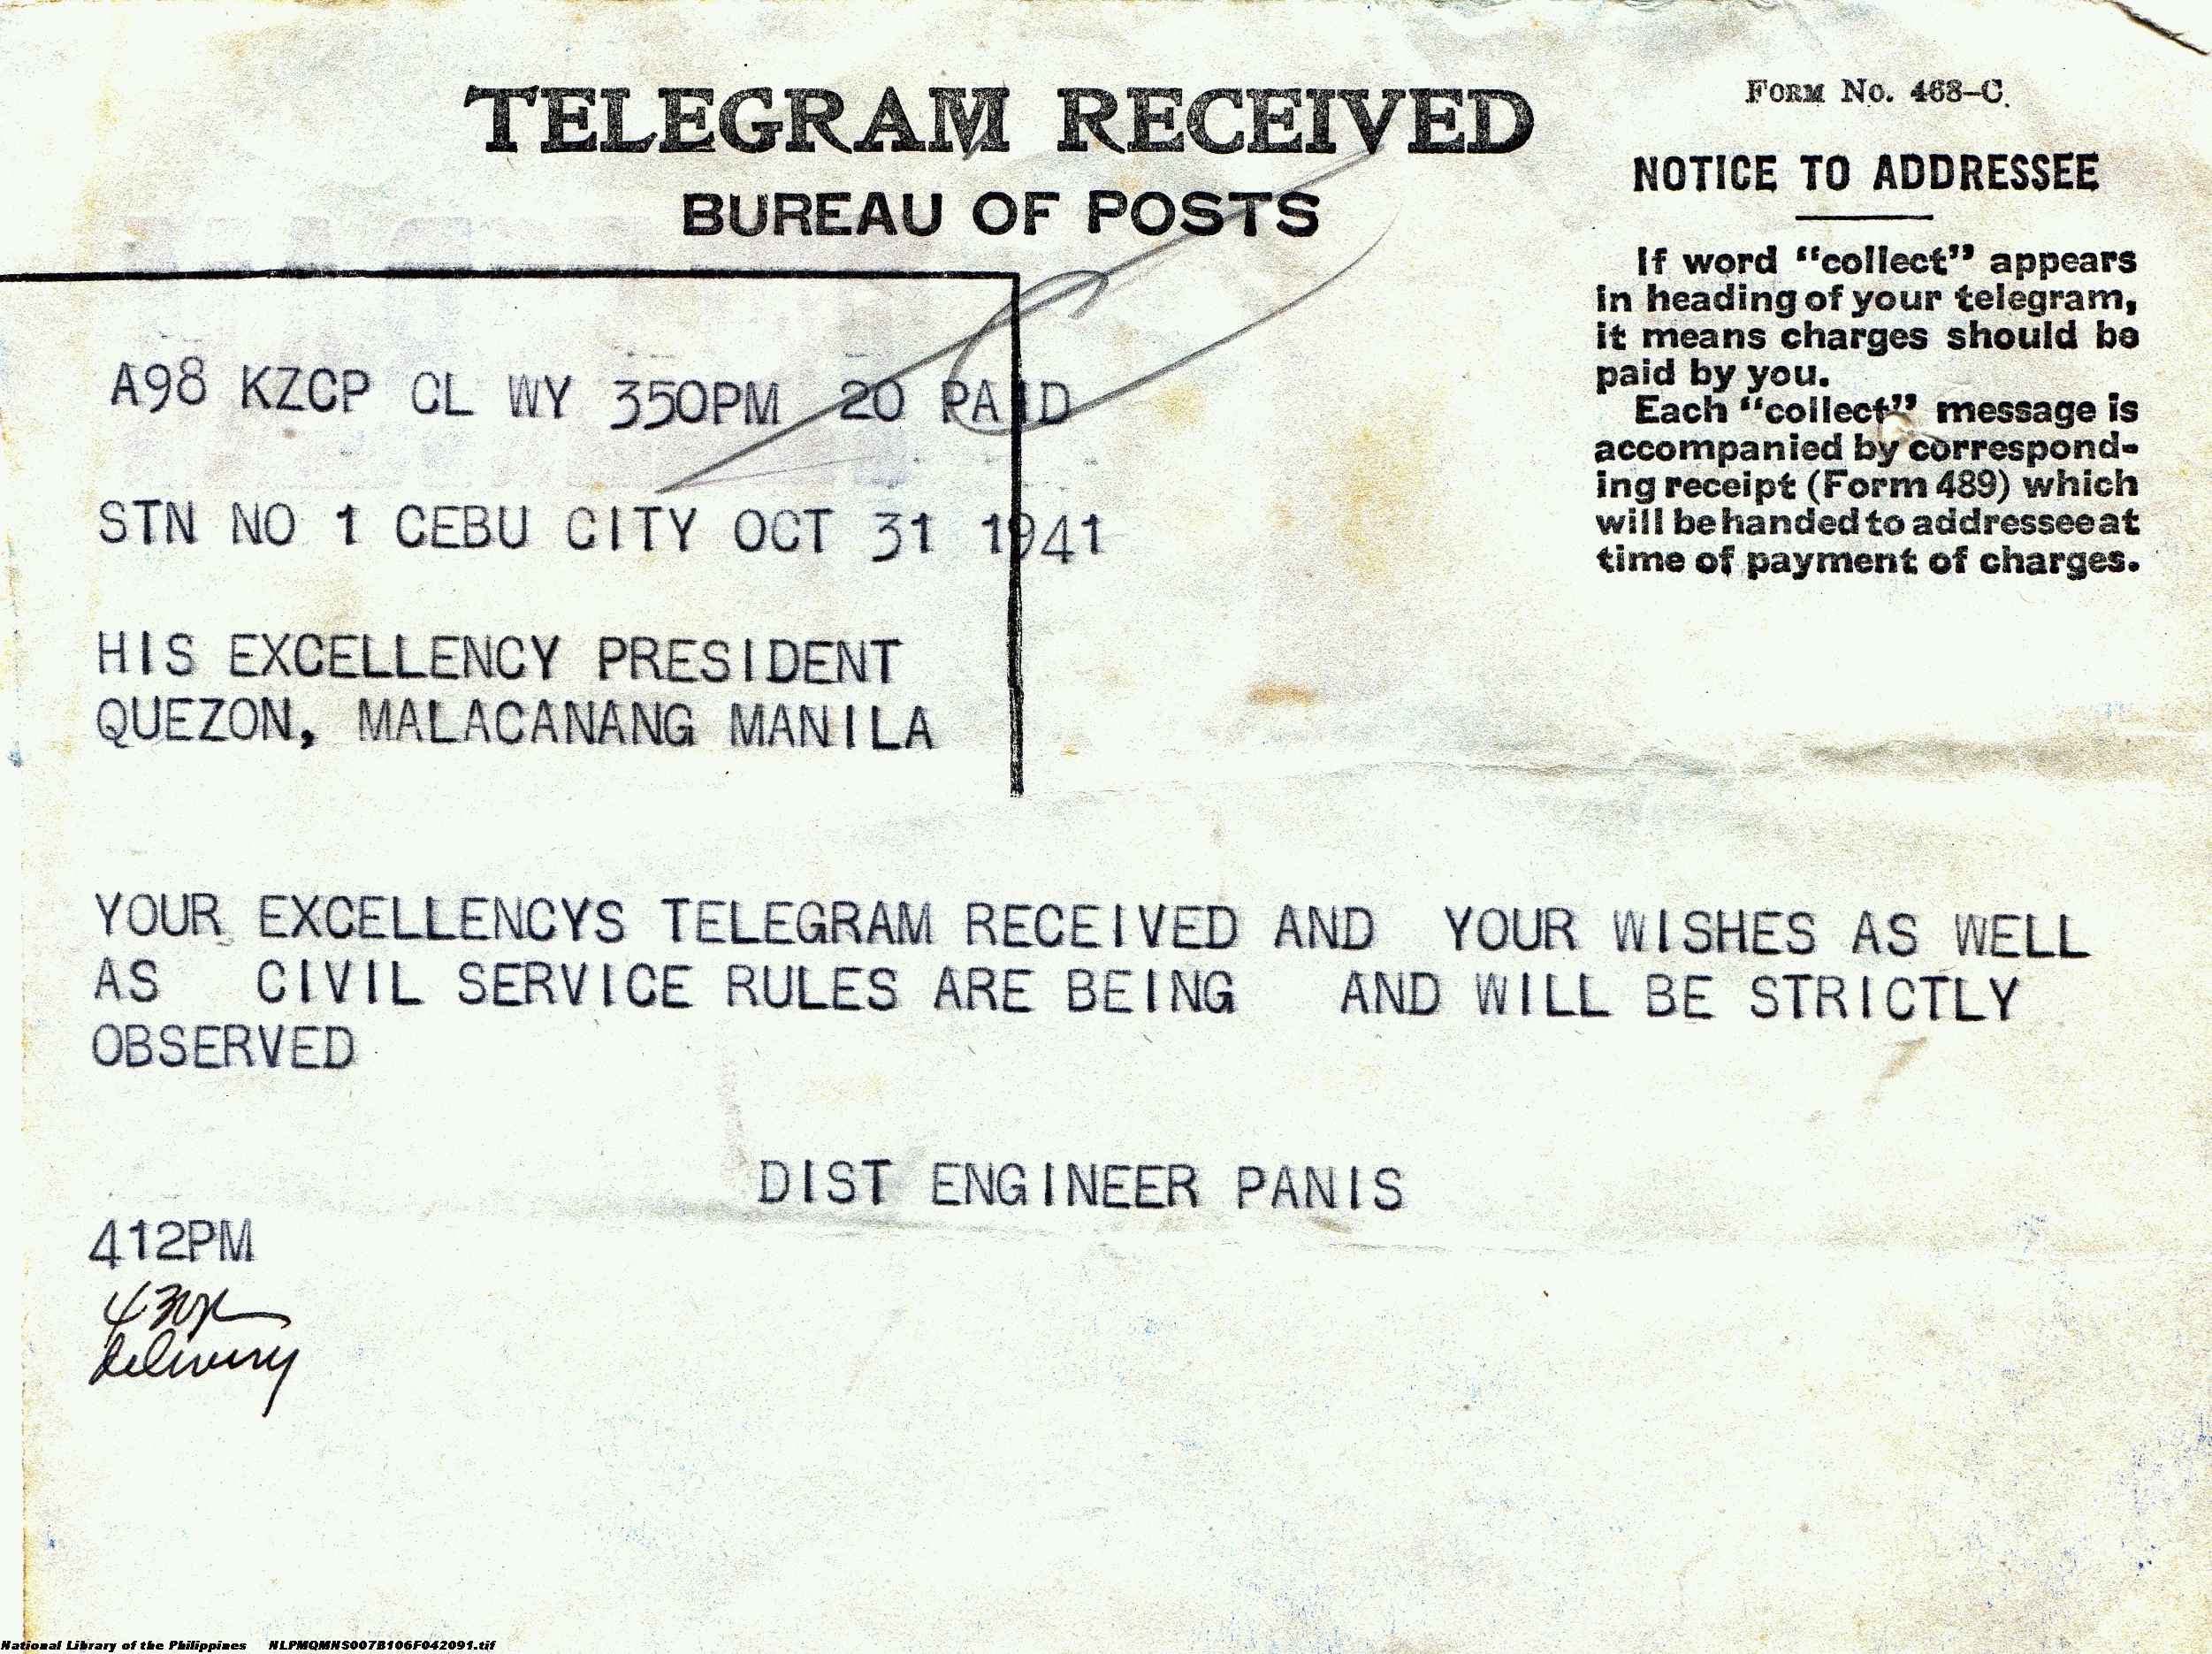 TELEGRAM RECEIVED
BUREAU OF POSTS
FORM No. 463-C.
NOTICE TO ADDRESSEE
If word “collect” appears
in heading of your telegram,
it means charges should be
paid by you.
Each “collect” message is
accompanied by correspond-
ing receipt (Form 489) which
will be handed to addressee at
time of payment of charges.
A98 KZCP CL WY 350PM 20 PAID
STN NO 1 CEBU CITY OCT 31 1941
HIS EXCELLENCY PRESIDENT
QUEZON, MALACANANG MANILA
YOUR EXCELLENCYS TELEGRAM RECEIVED AND YOUR WISHES AS WELL
AS CIVIL SERVICE RULES ARE BEING AND WILL BE STRICTLY
OBSERVED
DIST ENGINEER PANIS
412PM
430p
delivery
National Library of the Philippines NLPMQMNS007B106F042091.tif